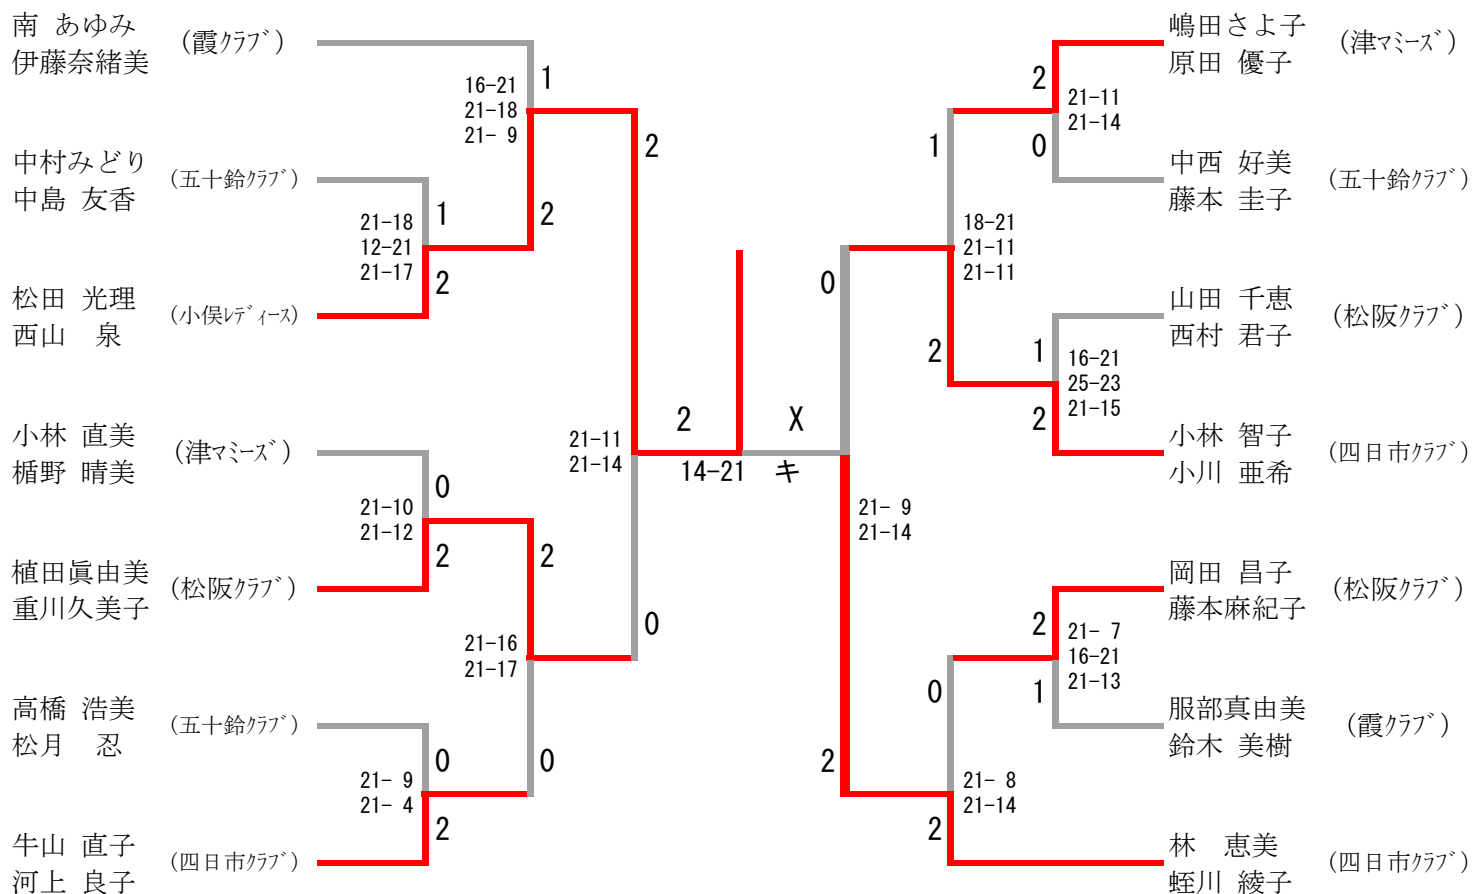 南 あゆみ
伊藤奈緒美
(霞ｸﾗﾌﾞ)
1
16-21
21-18
21- 9
中村みどり
中島 友香
(五十鈴ｸﾗﾌﾞ)
1
2
21-18
12-21
21-17
松田 光理
西山　泉
(小俣ﾚﾃﾞｨｰｽ)
2
2
小林 直美
楯野 晴美
(津ﾏﾐｰｽﾞ)
0
21-10
21-12
植田眞由美
重川久美子
(松阪ｸﾗﾌﾞ)
2
2
21-11
21-14
0
21-16
21-17
高橋 浩美
松月　忍
(五十鈴ｸﾗﾌﾞ)
0
0
21- 9
21- 4
牛山 直子
河上 良子
(四日市ｸﾗﾌﾞ)
2
2
X
14-21
キ
嶋田さよ子
原田 優子
(津ﾏﾐｰｽﾞ)
2
21-11
21-14
1
0
中西 好美
藤本 圭子
(五十鈴ｸﾗﾌﾞ)
18-21
21-11
21-11
0
山田 千恵
西村 君子
(松阪ｸﾗﾌﾞ)
2
1
16-21
25-23
21-15
小林 智子
小川 亜希
(四日市ｸﾗﾌﾞ)
2
21- 9
21-14
岡田 昌子
藤本麻紀子
(松阪ｸﾗﾌﾞ)
2
21- 7
16-21
21-13
0
1
服部真由美
鈴木 美樹
(霞ｸﾗﾌﾞ)
2
21- 8
21-14
2
林　恵美
蛭川 綾子
(四日市ｸﾗﾌﾞ)